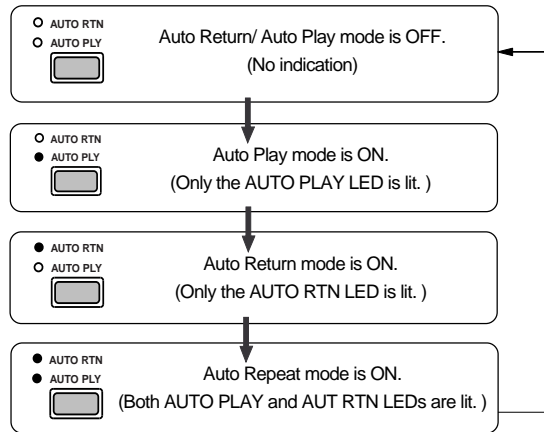 AUTO RTN
AUTO PLY
Auto Return/ Auto Play mode is OFF.
(No indication)
AUTO RTN
AUTO PLY
Auto Play mode is ON.
(Only the AUTO PLAY LED is lit. )
AUTO RTN
AUTO PLY
Auto Return mode is ON.
(Only the AUTO RTN LED is lit. )
AUTO RTN
AUTO PLY
Auto Repeat mode is ON.
(Both AUTO PLAY and AUT RTN LEDs are lit. )